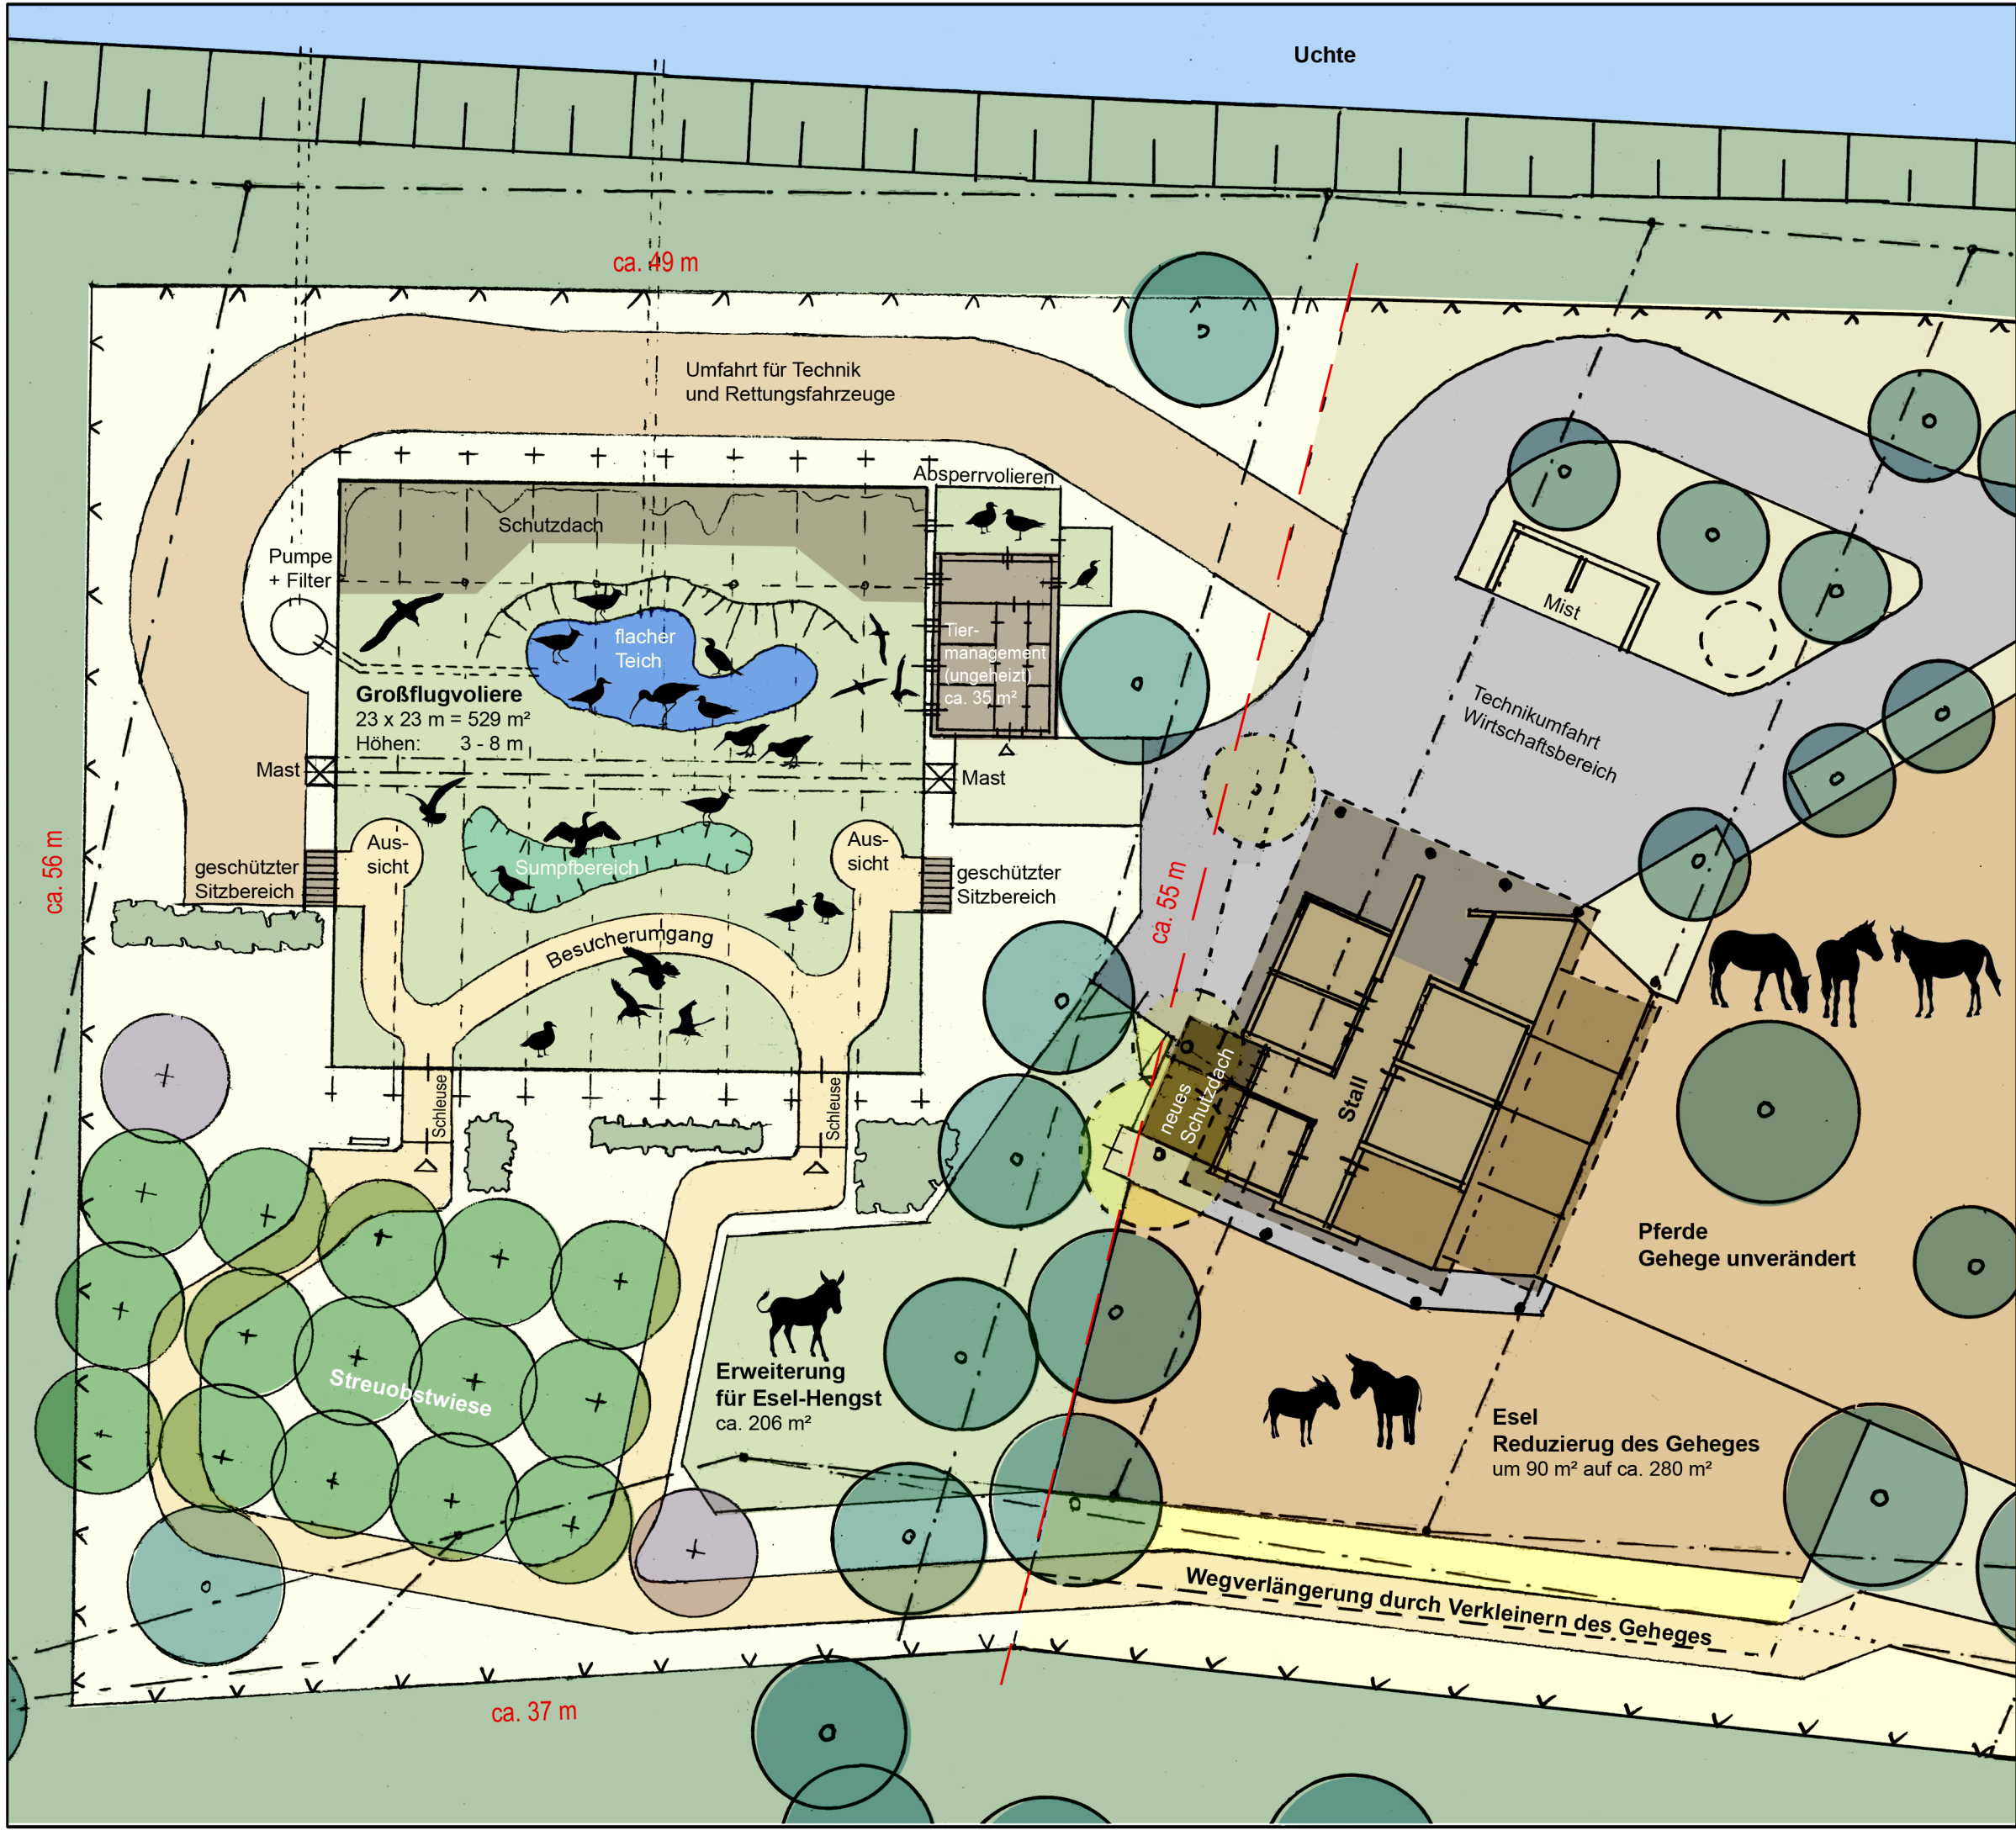 Uchte
ca. 49 m
Umfahrt für Technik
und Rettungsfahrzeuge
Absperrvolieren
Schutzdach
Pumpe
+ Filter
Mist
flacher
Teich
Tier-
management
(ungeheizt)
ca. 35 m²
Großflugvoliere
23 x 23 m = 529 m²
Höhen: 3 - 8 m
Technikumfahrt
Wirtschaftsbereich
Mast
Mast
ca. 56 m
Aus-
sicht
Aus-
sicht
geschützter
Sitzbereich
Sumpfbereich
geschützter
Sitzbereich
ca. 55 m
Besucherumgang
Schleuse
Schleuse
neues
Schutzdach
Stall
Pferde
Gehege unverändert
Streuobstwiese
Erweiterung
für Esel-Hengst
ca. 206 m²
Esel
Reduzierug des Geheges
um 90 m² auf ca. 280 m²
Wegverlängerung durch Verkleinern des Geheges
ca. 37 m